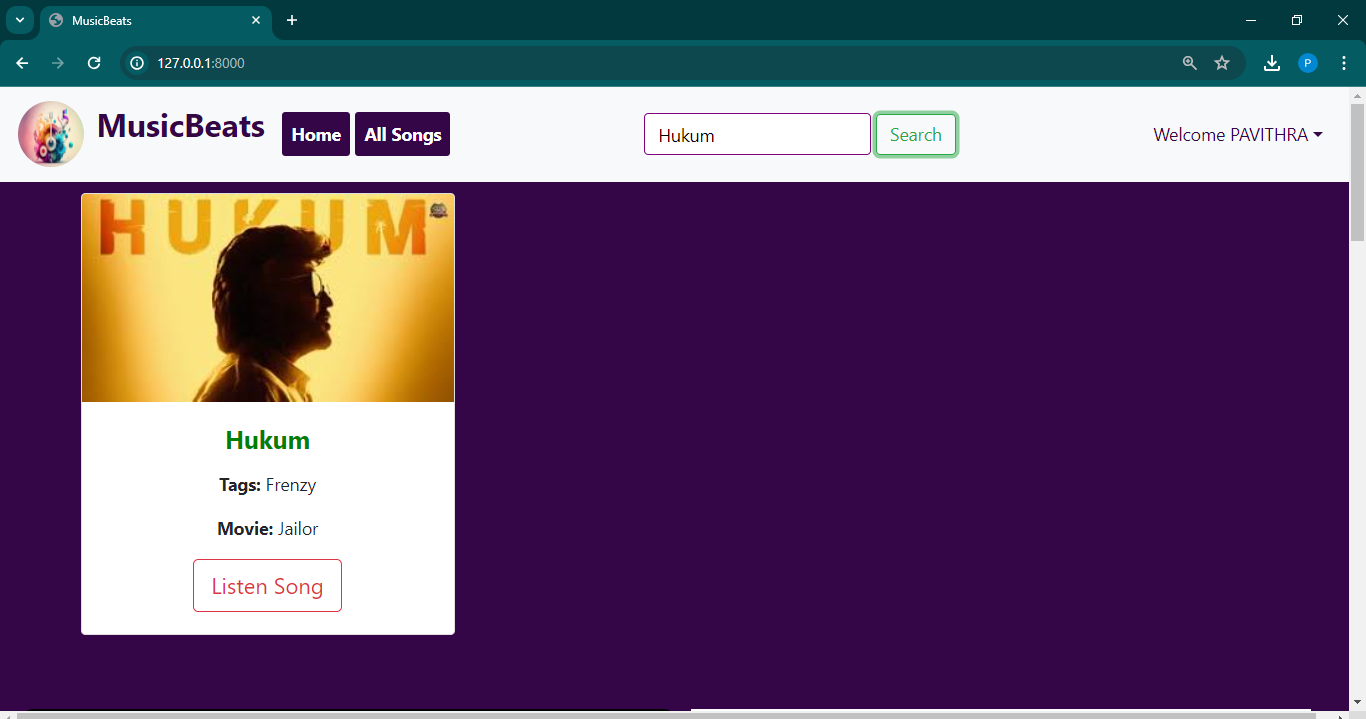 MusicBeats
127.0.0.1:8000
P
MusicBeats
Home
All Songs
Hukum
Search
Welcome PAVITHRA
HUKUM
Hukum
Tags: Frenzy
Movie: Jailor
Listen Song